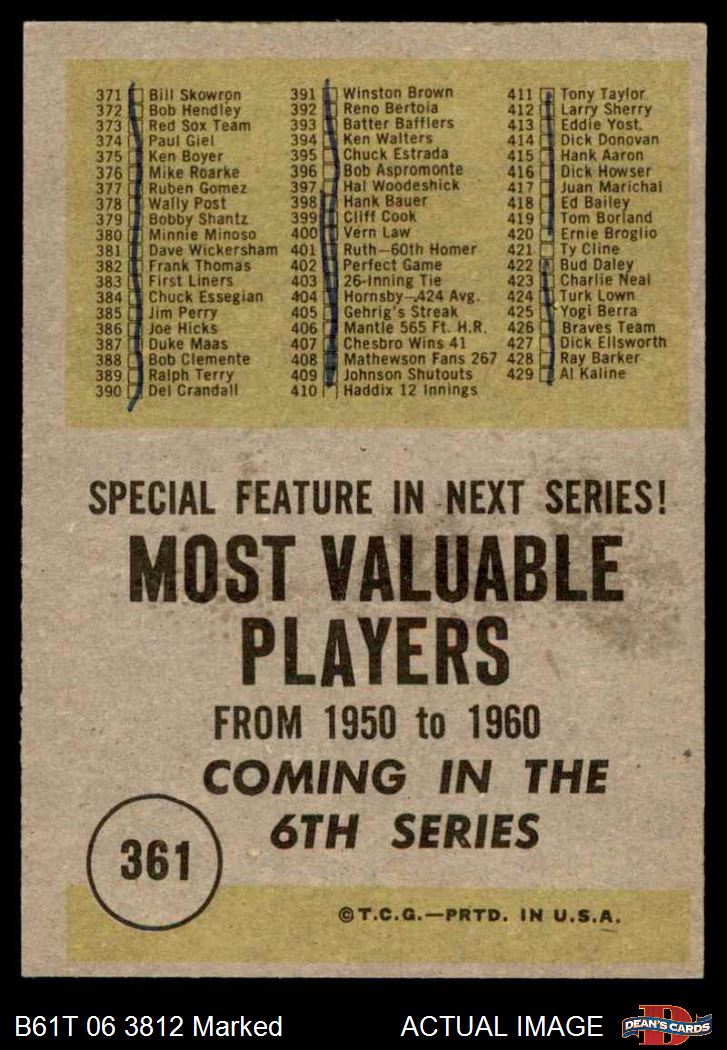 371 Bill Skowron
372 Bob Hendley
373 Red Sox Team
374 Paul Giel
375 Ken Boyer
376 Mike Roarke
377 Ruben Gomez
378 Wally Post
379 Bobby Shantz
380 Minnie Minoso
381 Dave Wickersham
382 Frank Thomas
383 First Liners
384 Chuck Essegian
385 Jim Perry
386 Joe Hicks
387 Duke Maas
388 Bob Clemente
389 Ralph Terry
390 Del Crandall
391 Winston Brown
392 Reno Bertoia
393 Batter Bafflers
394 Ken Walters
395 Chuck Estrada
396 Bob Aspromonte
397 Hal Woodeshick
398 Hank Bauer
399 Cliff Cook
400 Vern Law
401 Ruth—60th Homer
402 Perfect Game
403 26-Inning Tie
404 Hornsby—.424 Avg.
405 Gehrig's Streak
406 Mantle 565 Ft. H.R.
407 Chesbro Wins 41
408 Mathewson Fans 267
409 Johnson Shutouts
410 Haddix 12 Innings
411 Tony Taylor
412 Larry Sherry
413 Eddie Yost.
414 Dick Donovan
415 Hank Aaron
416 Dick Howser
417 Juan Marichal
418 Ed Bailey
419 Tom Borland
420 Ernie Broglio
421 Ty Cline
422 Bud Daley
423 Charlie Neal
424 Turk Lown
425 Yogi Berra
426 Braves Team
427 Dick Ellsworth
428 Ray Barker
429 Al Kaline
SPECIAL FEATURE IN NEXT SERIES!
MOST VALUABLE
PLAYERS
FROM 1950 to 1960
COMING IN THE
6TH SERIES
361
©T.C.G.—PRTD. IN U.S.A.
B61T 06 3812 Marked ACTUAL IMAGE
D
DEAN'S CARDS